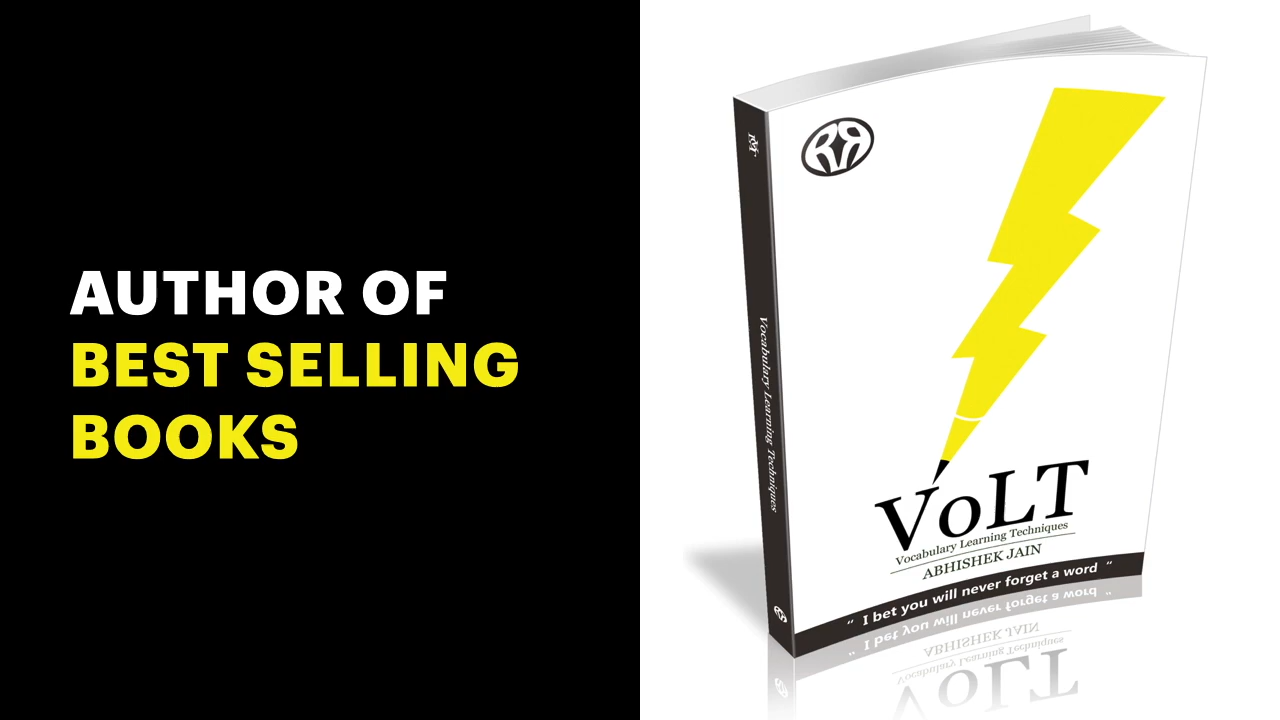 AUTHOR OF
BEST SELLING
BOOKS
RR
Vocabulary Learning Techniques
VoLT
Vocabulary Learning Techniques
ABHISHEK JAIN
“ I bet you will never forget a word ”